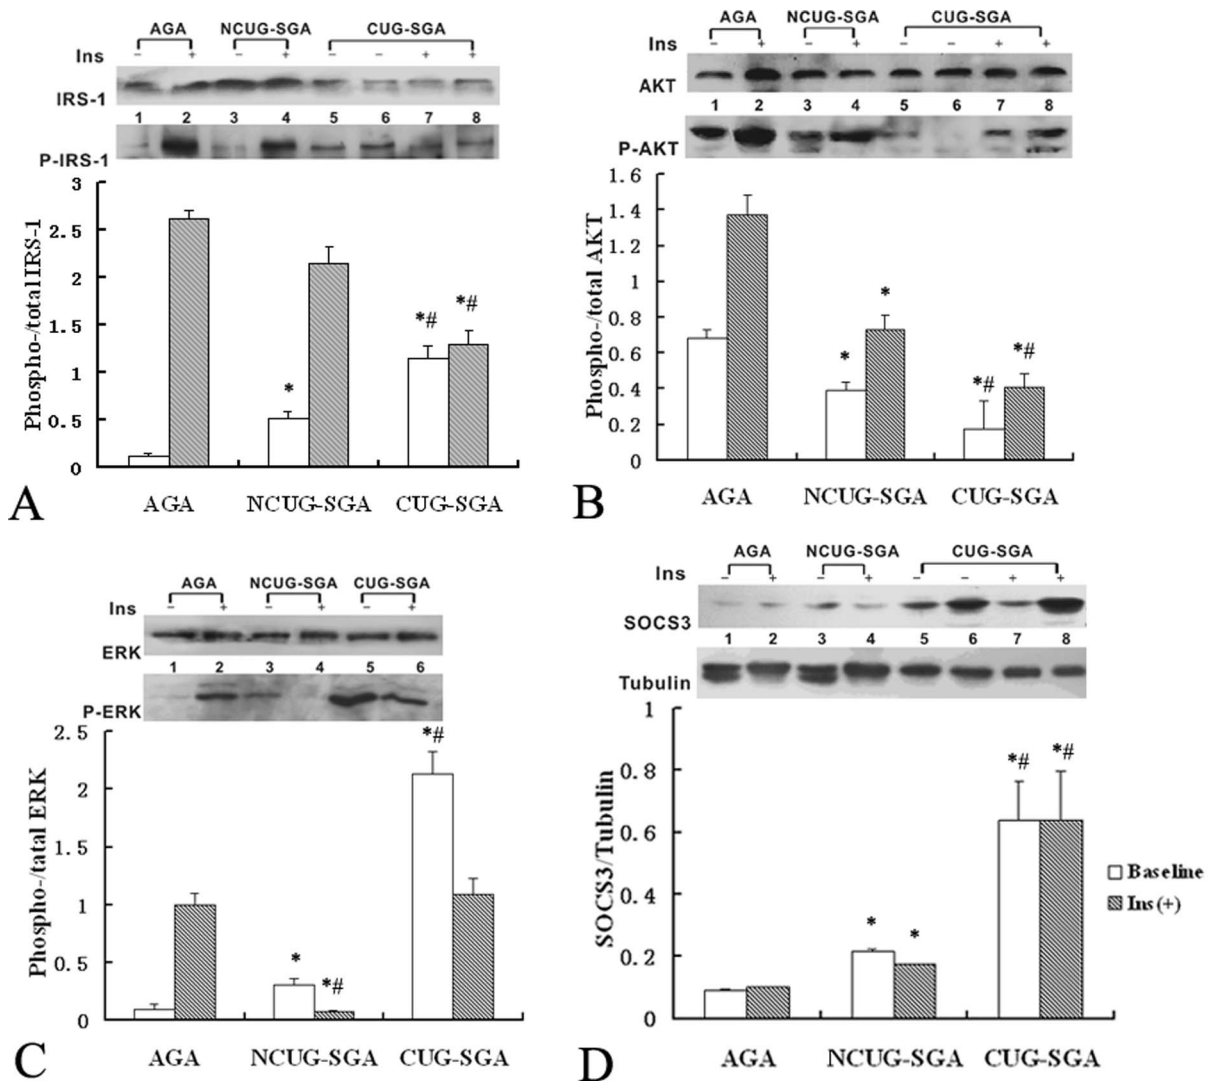 AGA NCUG-SGA CUG-SGA
Ins − + − + − − + +
IRS-1
1 2 3 4 5 6 7 8
P-IRS-1
3
2.5
2
1.5
1
0.5
0
Phospho-/total IRS-1
*
*#
*#
AGA NCUG-SGA CUG-SGA
A
AGA NCUG-SGA CUG-SGA
Ins − + − + − − + +
AKT
1 2 3 4 5 6 7 8
P-AKT
1.6
1.4
1.2
1
0.8
0.6
0.4
0.2
0
Phospho-/total AKT
*
*
*#
*#
AGA NCUG-SGA CUG-SGA
B
AGA NCUG-SGA CUG-SGA
Ins − + − + − +
ERK
1 2 3 4 5 6
P-ERK
2.5
2
1.5
1
0.5
0
Phospho-/tatal ERK
*
*#
*#
AGA NCUG-SGA CUG-SGA
C
AGA NCUG-SGA CUG-SGA
Ins − + − + − − + +
SOCS3
1 2 3 4 5 6 7 8
Tubulin
1
0.8
0.6
0.4
0.2
0
SOCS3/Tubulin
*
*
*#
*#
Baseline
Ins(+)
AGA NCUG-SGA CUG-SGA
D